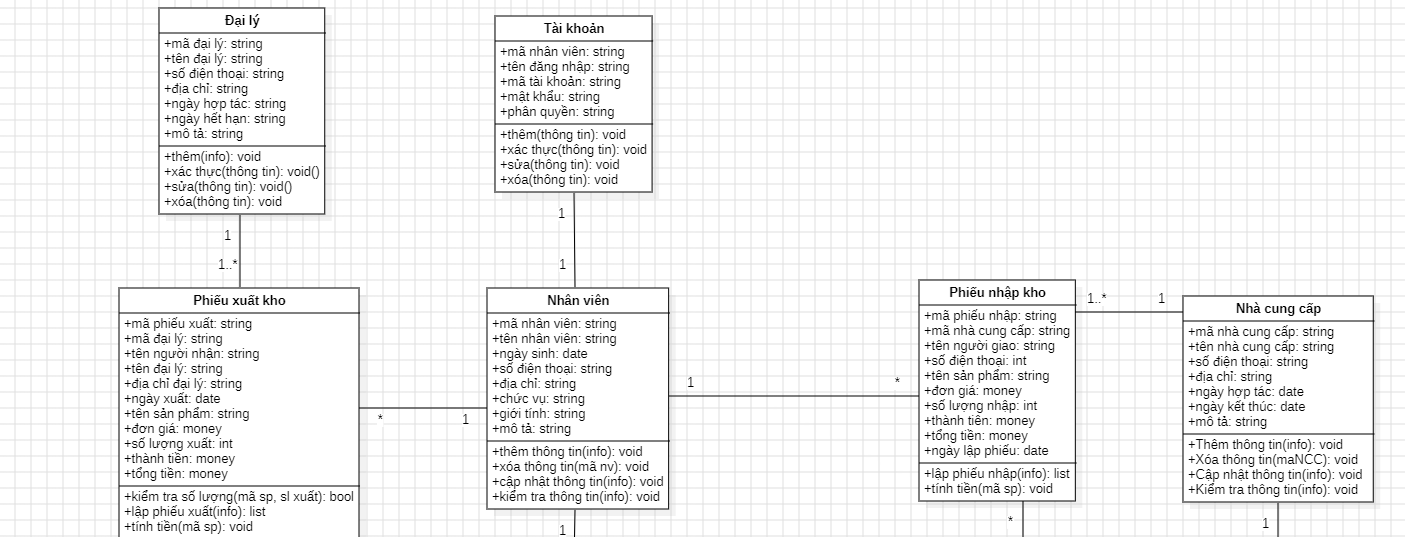 Đại lý
+mã đại lý: string
+tên đại lý: string
+số điện thoại: string
+địa chỉ: string
+ngày hợp tác: string
+ngày hết hạn: string
+mô tả: string
+thêm(info): void
+xác thực(thông tin): void()
+sửa(thông tin): void()
+xóa(thông tin): void
1
1..*
Tài khoản
+mã nhân viên: string
+tên đăng nhập: string
+mã tài khoản: string
+mật khẩu: string
+phân quyền: string
+thêm(thông tin): void
+xác thực(thông tin): void
+sửa(thông tin): void
+xóa(thông tin): void
1
1
Phiếu xuất kho
+mã phiếu xuất: string
+mã đại lý: string
+tên người nhận: string
+tên đại lý: string
+địa chỉ đại lý: string
+ngày xuất: date
+tên sản phẩm: string
+đơn giá: money
+số lượng xuất: int
+thành tiền: money
+tổng tiền: money
+kiểm tra số lượng(mã sp, sl xuất): bool
+lập phiếu xuất(info): list
+tính tiền(mã sp): void
*
1
Nhân viên
+mã nhân viên: string
+tên nhân viên: string
+ngày sinh: date
+số điện thoại: string
+địa chỉ: string
+chức vụ: string
+giới tính: string
+mô tả: string
+thêm thông tin(info): void
+xóa thông tin(mã nv): void
+cập nhật thông tin(info): void
+kiểm tra thông tin(info): void
1
1
*
Phiếu nhập kho
+mã phiếu nhập: string
+mã nhà cung cấp: string
+tên người giao: string
+số điện thoại: int
+tên sản phẩm: string
+đơn giá: money
+số lượng nhập: int
+thành tiền: money
+tổng tiền: money
+ngày lập phiếu: date
+lập phiếu nhập(info): list
+tính tiền(mã sp): void
*
1..*
1
Nhà cung cấp
+mã nhà cung cấp: string
+tên nhà cung cấp: string
+số điện thoại: string
+địa chỉ: string
+ngày hợp tác: date
+ngày kết thúc: date
+mô tả: string
+Thêm thông tin(info): void
+Xóa thông tin(maNCC): void
+Cập nhật thông tin(info): void
+Kiểm tra thông tin(info): void
1